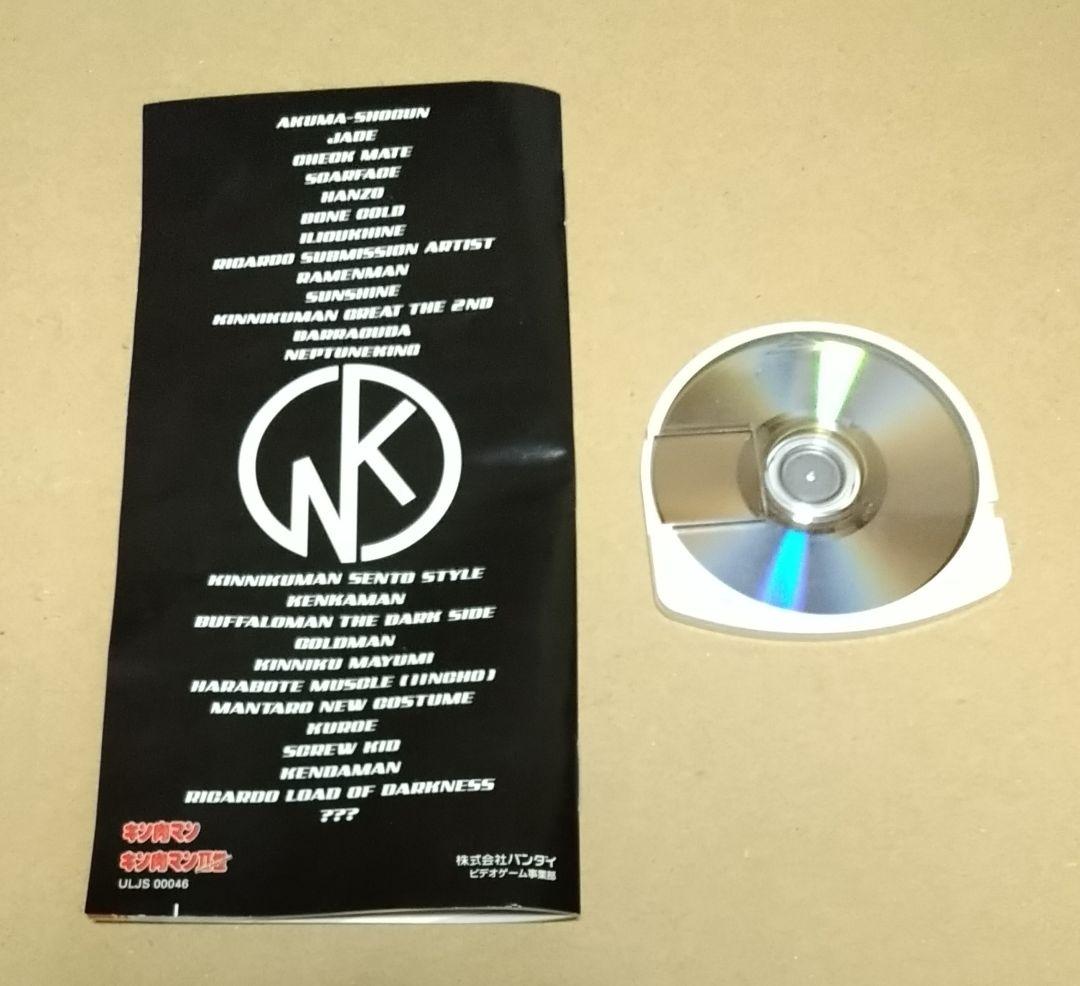 AKUMA-SHOGUN
JADE
CHECK MATE
SCARFACE
HANZO
BONE COLD
ILIOUKHINE
RICARDO SUBMISSION ARTIST
RAMENMAN
SUNSHINE
KINNIKUMAN GREAT THE 2ND
BARRACUDA
NEPTUNEKING
KINNIKUMAN SENTO STYLE
KENKAMAN
BUFFALOMAN THE DARK SIDE
GOLDMAN
KINNIKU MAYUMI
HARABOTE MUSCLE (IINCHO)
MANTARO NEW COSTUME
KUROE
SCREW KID
KENDAMAN
RICARDO LOAD OF DARKNESS
???
キン肉マン
キン肉マンⅡ世
ULJS 00046
株式会社バンダイ
ビデオゲーム事業部